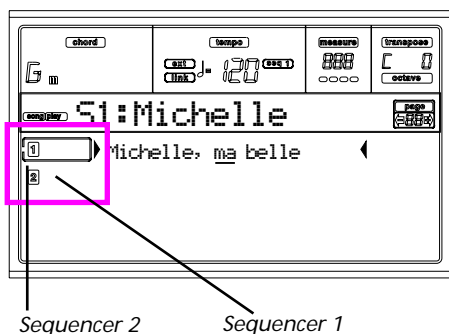 chord tempo measure transpose
G m ext link ♩= 120 seq 1 888 C 0
octave
song play S1:Michelle page
88
1 Michelle, ma belle
2
Sequencer 2 Sequencer 1